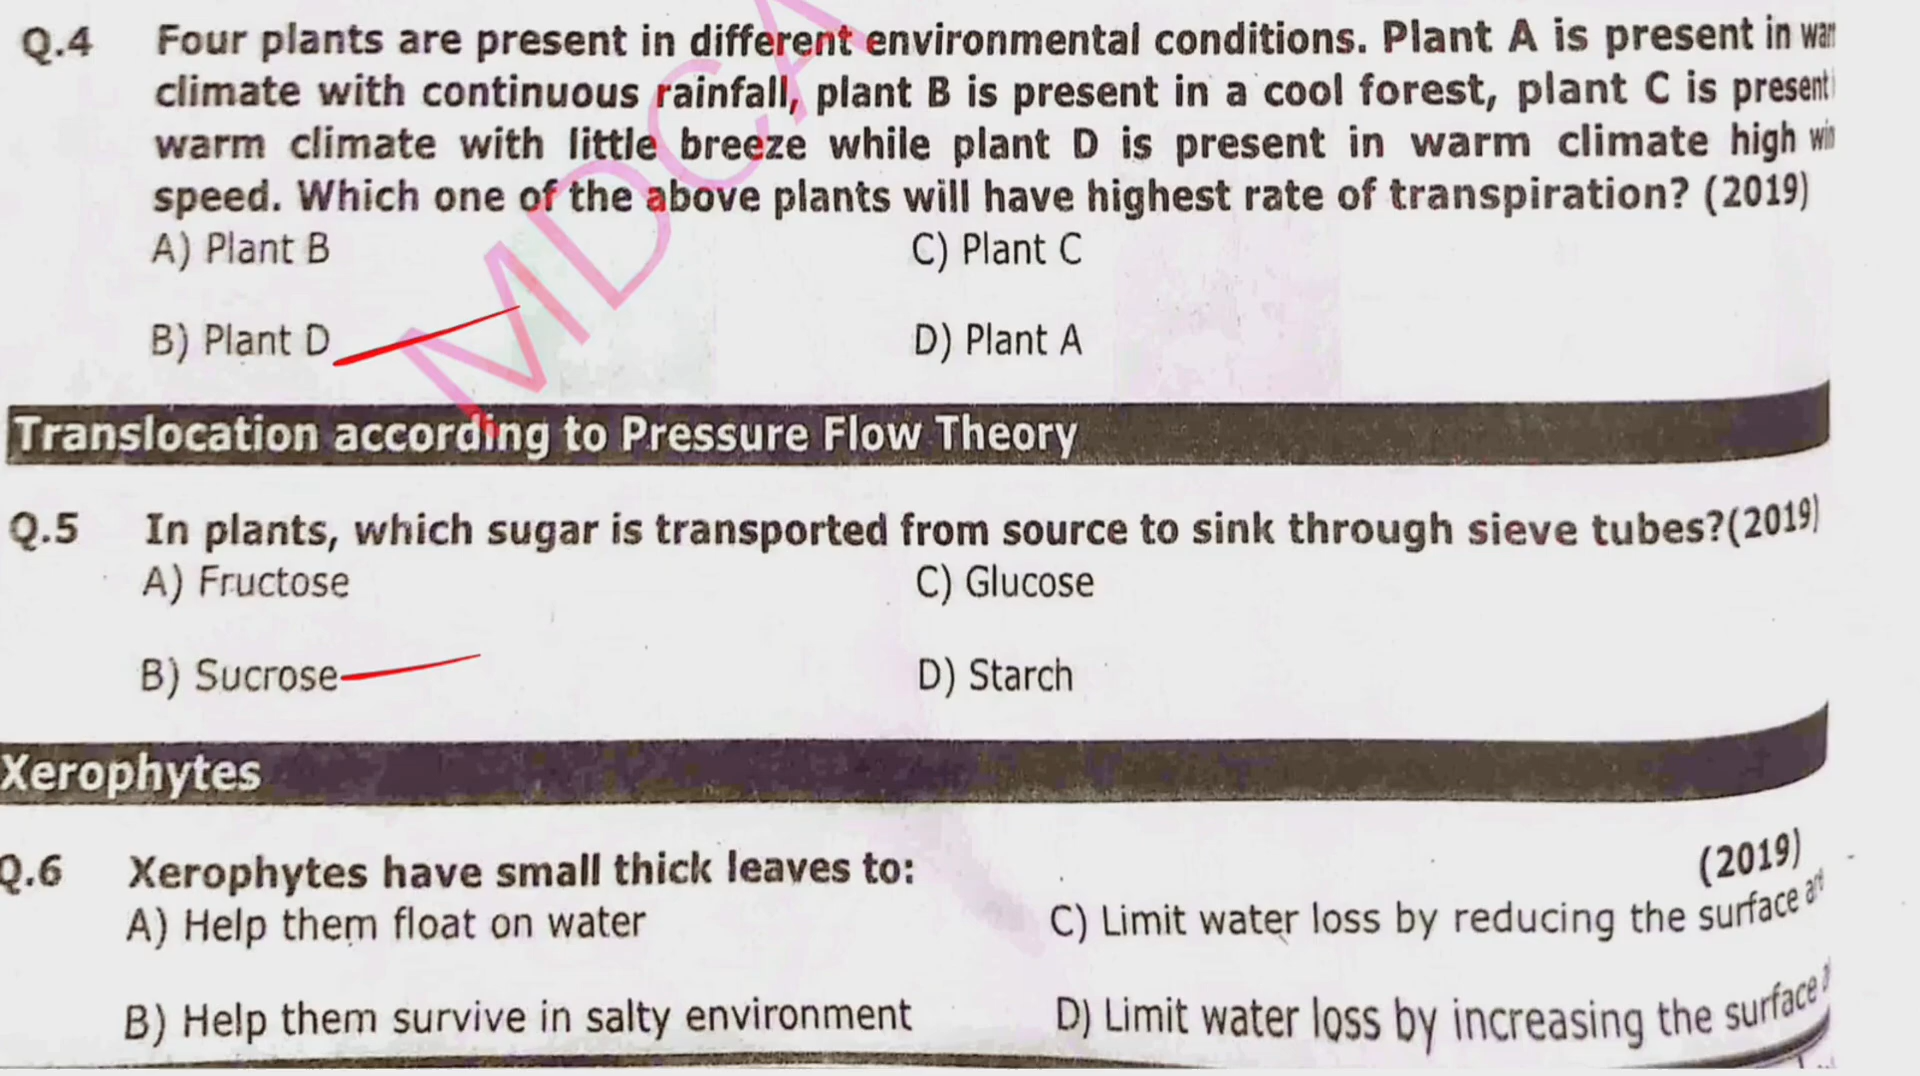 Q.4 Four plants are present in different environmental conditions. Plant A is present in
climate with continuous rainfall, plant B is present in a cool forest, plant C is present
warm climate with little breeze while plant D is present in warm climate high
speed. Which one of the above plants will have highest rate of transpiration? (2019)
A) Plant B C) Plant C
B) Plant D D) Plant A
MDCA
Translocation according to Pressure Flow Theory
Q.5 In plants, which sugar is transported from source to sink through sieve tubes?(2019)
A) Fructose C) Glucose
B) Sucrose D) Starch
Xerophytes
Q.6 Xerophytes have small thick leaves to: (2019)
A) Help them float on water C) Limit water loss by reducing the surface
B) Help them survive in salty environment D) Limit water loss by increasing the surface